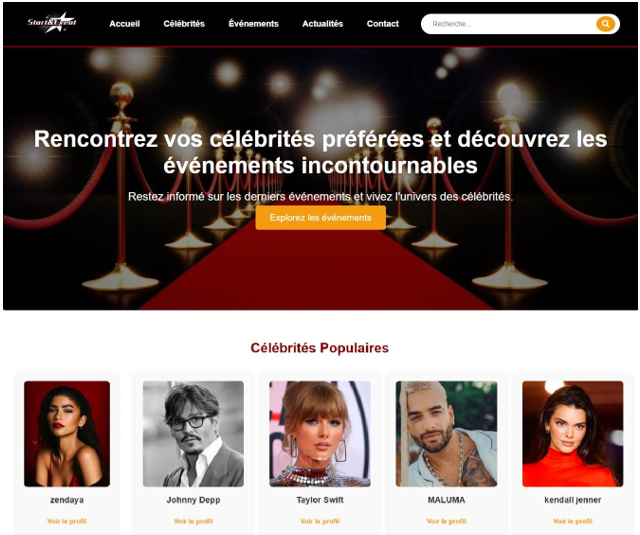 Start&Event
Accueil Célébrités Événements Actualités Contact Recherche...
Rencontrez vos célébrités préférées et découvrez les
événements incontournables
Restez informé sur les derniers événements et vivez l'univers des célébrités.
Explorez les événements
Célébrités Populaires
zendaya Johnny Depp Taylor Swift MALUMA kendall jenner
Voir le profil Voir le profil Voir le profil Voir le profil Voir le profil